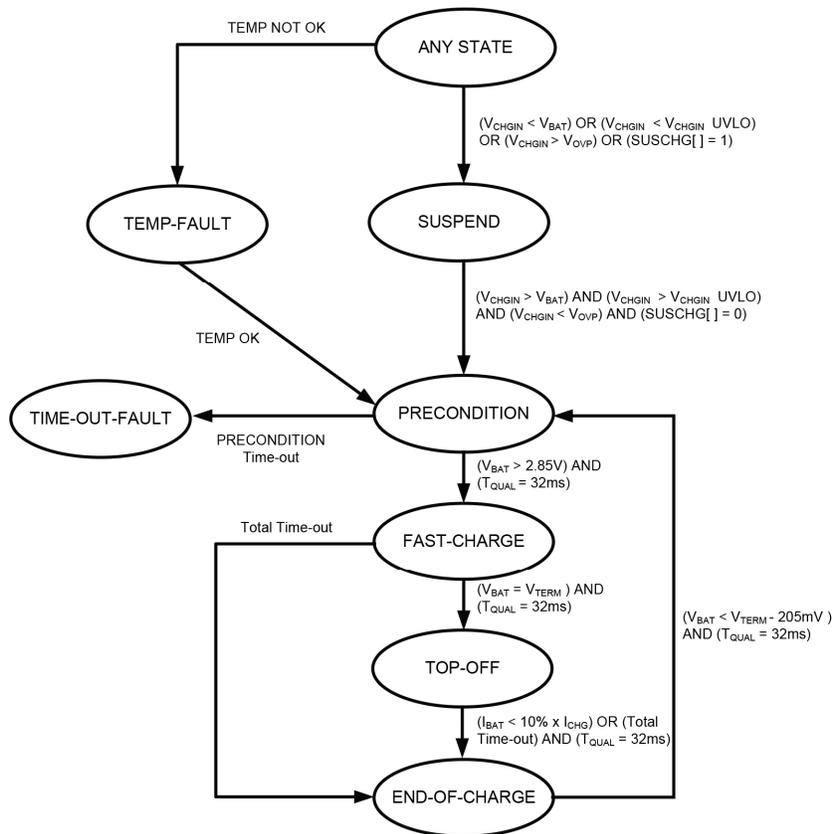 TEMP NOT OK
ANY STATE
(VCHGIN < VBAT) OR (VCHGIN < VCHGIN UVLO)
OR (VCHGIN > VOVP) OR (SUSCHG[ ] = 1)
TEMP-FAULT
SUSPEND
(VCHGIN > VBAT) AND (VCHGIN > VCHGIN UVLO)
AND (VCHGIN < VOVP) AND (SUSCHG[ ] = 0)
TEMP OK
TIME-OUT-FAULT
PRECONDITION
PRECONDITION
Time-out
(VBAT > 2.85V) AND
(TQUAL = 32ms)
Total Time-out
FAST-CHARGE
(VBAT = VTERM ) AND
(TQUAL = 32ms)
(VBAT < VTERM - 205mV )
AND (TQUAL = 32ms)
TOP-OFF
(IBAT < 10% x ICHG) OR (Total
Time-out) AND (TQUAL = 32ms)
END-OF-CHARGE